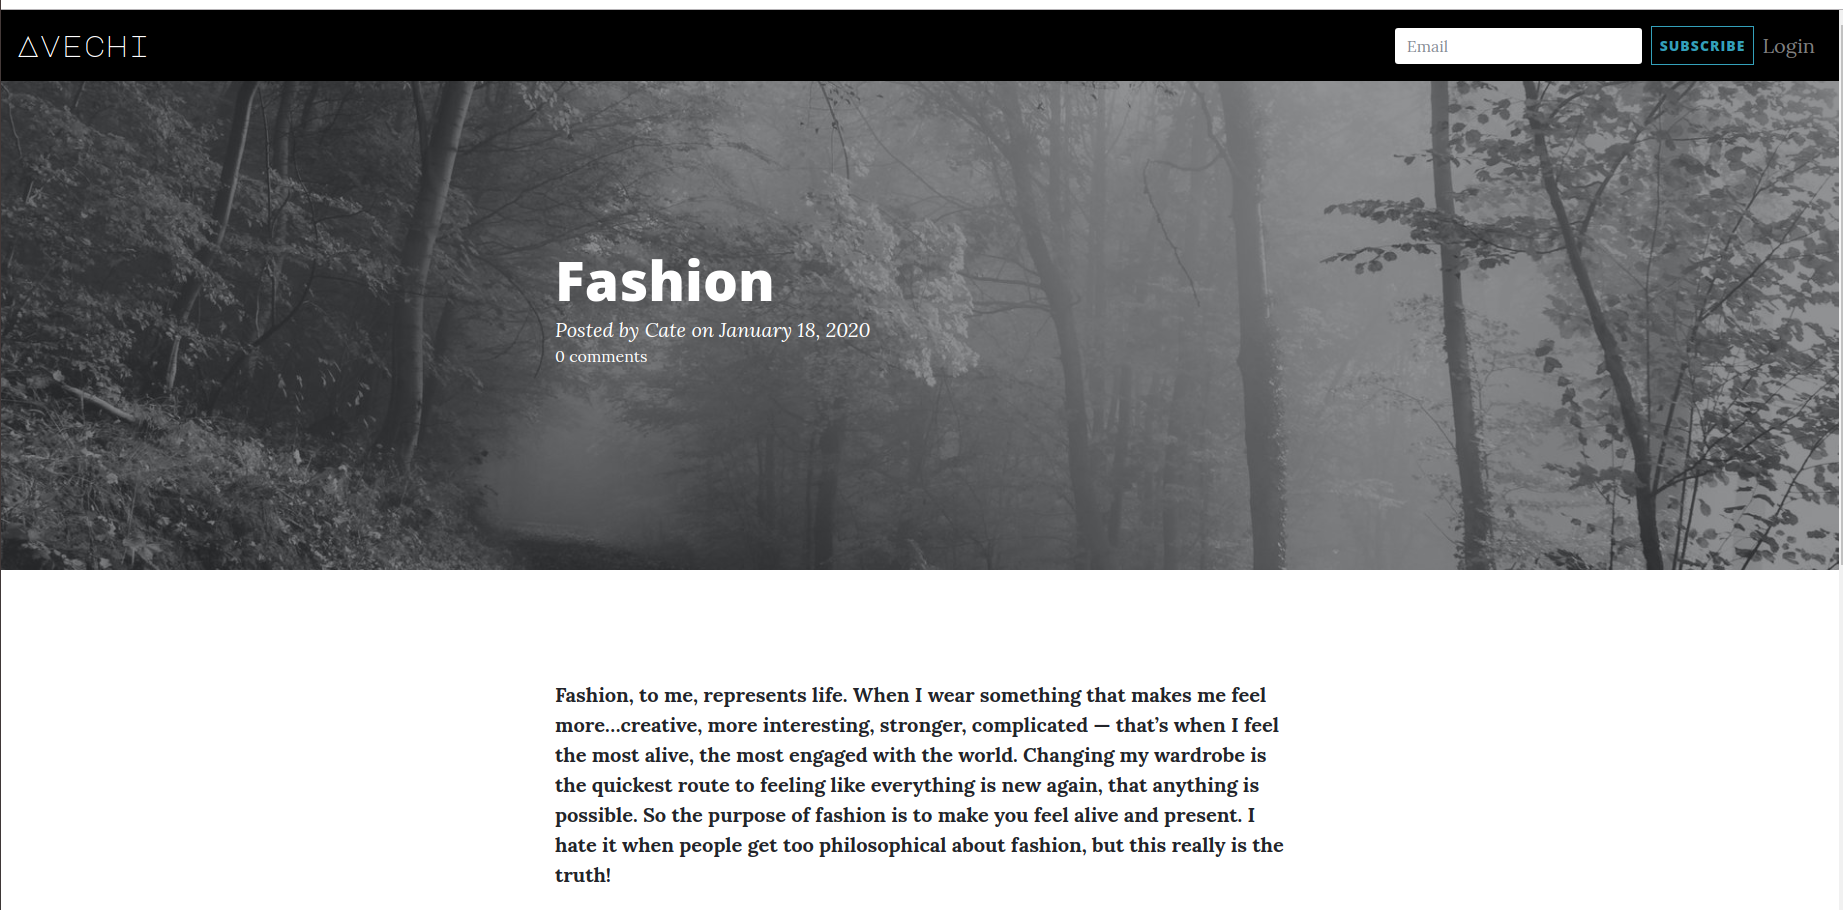 AVECHI
Email
SUBSCRIBE
Login
Fashion
Posted by Cate on January 18, 2020
0 comments
Fashion, to me, represents life. When I wear something that makes me feel
more...creative, more interesting, stronger, complicated — that’s when I feel
the most alive, the most engaged with the world. Changing my wardrobe is
the quickest route to feeling like everything is new again, that anything is
possible. So the purpose of fashion is to make you feel alive and present. I
hate it when people get too philosophical about fashion, but this really is the
truth!